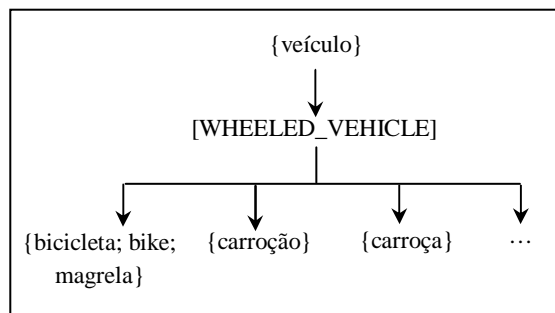 {veículo}
[WHEELED_VEHICLE]
{bicicleta; bike; {carroção} {carroça} ...
magrela}